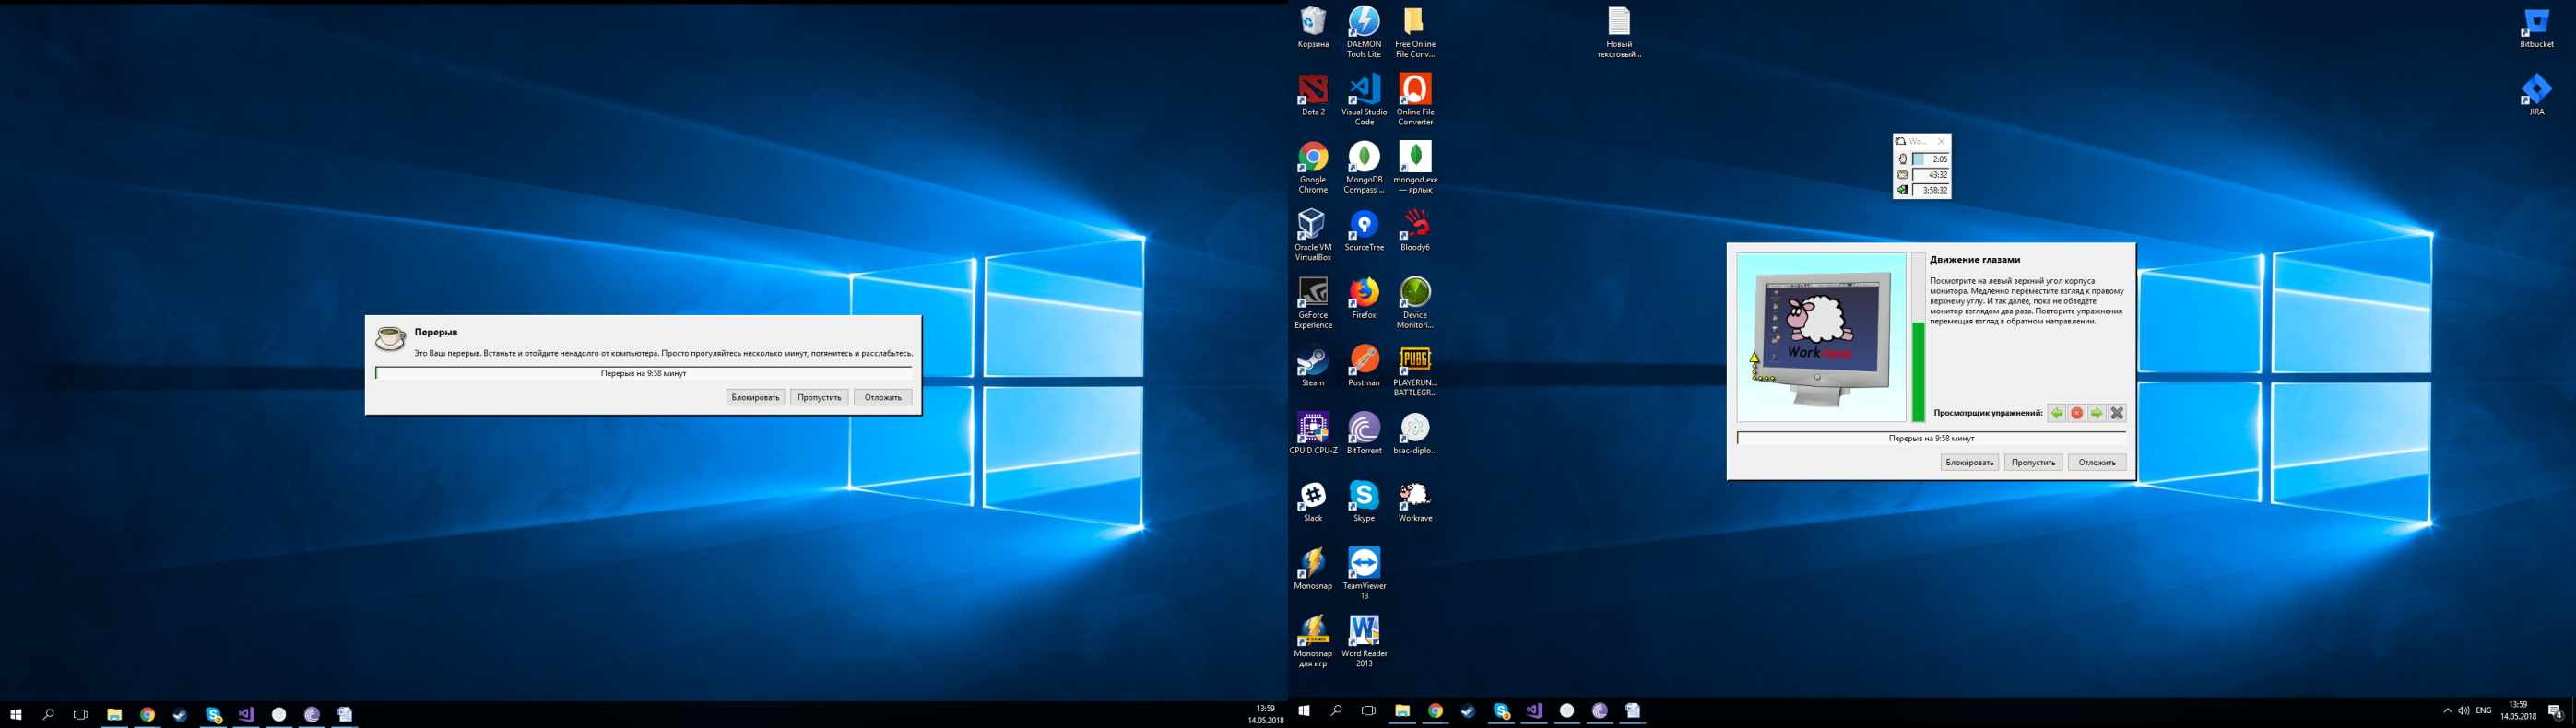 Перерыв
Это Ваш перерыв. Встаньте и отойдите ненадолго от компьютера. Просто прогуляйтесь несколько минут, потянитесь и расслабьтесь.
Перерыв на 9:58 минут
Блокировать
Пропустить
Отложить
13:59
14.05.2018
Корзина
DAEMON
Tools Lite
Free Online
File Conv...
Новый
текстовый...
Bitbucket
Dota 2
Visual Studio
Code
Online File
Converter
JIRA
Google
Chrome
MongoDB
Compass ...
mongod.exe
— ярлык
Wo...
2:05
43:32
3:58:32
Oracle VM
VirtualBox
SourceTree
Bloody6
GeForce
Experience
Firefox
Device
Monitori...
Steam
Postman
PUBG
PLAYERUN...
BATTLEGR...
CPUID CPU-Z
BitTorrent
bsac-diplo...
Slack
Skype
Workrave
Monosnap
TeamViewer
13
Monosnap
для игр
Word Reader
2013
Workrave
Движение глазами
Посмотрите на левый верхний угол корпуса
монитора. Медленно переместите взгляд к правому
верхнему углу. И так далее, пока не обведёте
монитор взглядом два раза. Повторите упражнения
перемещая взгляд в обратном направлении.
Просмотрщик упражнений:
Перерыв на 9:58 минут
Блокировать
Пропустить
Отложить
ENG
13:59
14.05.2018
4